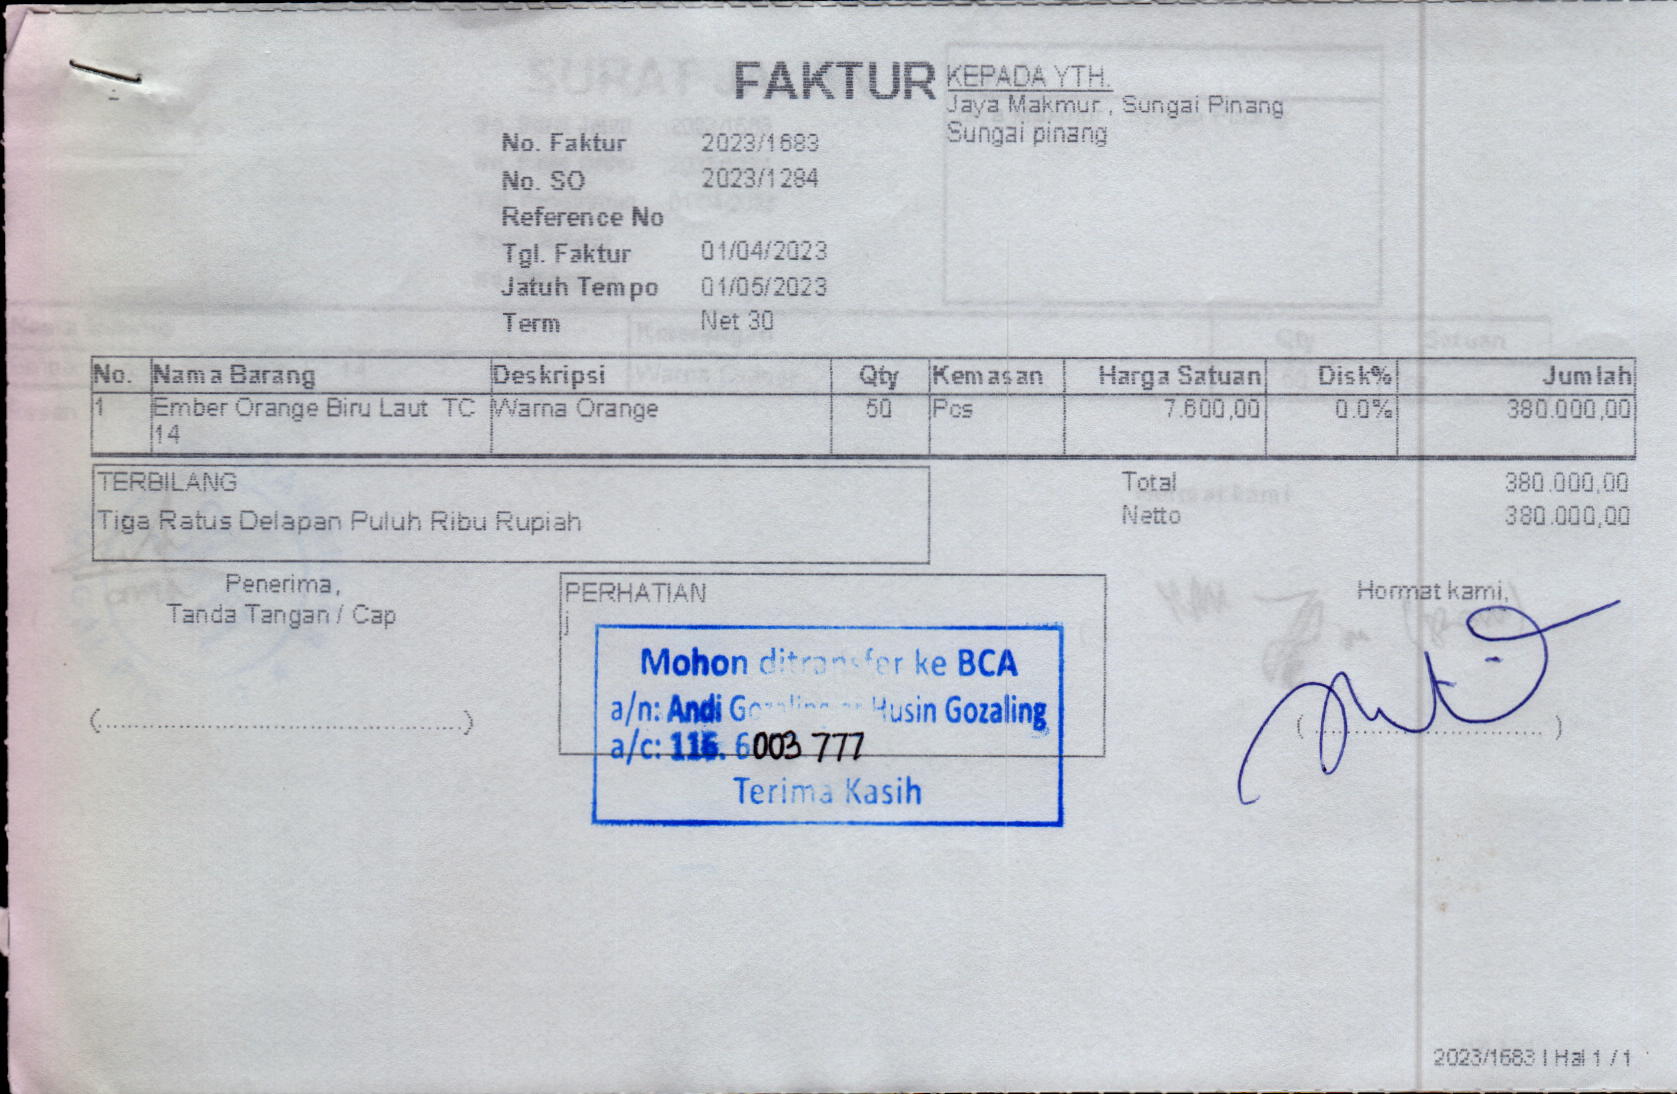 FAKTUR
KEPADA YTH.
Jaya Makmur , Sungai Pinang
Sungai pinang
No. Faktur 2023/1683
No. SO 2023/1284
Reference No
Tgl. Faktur 01/04/2023
Jatuh Tempo 01/05/2023
Term Net 30
No. Nama Barang Deskripsi Qty Kemasan Harga Satuan Disk% Jumlah
1 Ember Orange Biru Laut TC Warna Orange 50 Pcs 7.600,00 0.0% 380.000,00
14
TERBILANG
Tiga Ratus Delapan Puluh Ribu Rupiah
Total 380.000,00
Netto 380.000,00
Penerima,
Tanda Tangan / Cap
(........................................................)
PERHATIAN
j
Mohon ditransfer ke BCA
a/n: Andi Gozaling or Husin Gozaling
a/c: 116. 6003 777
Terima Kasih
Hormat kami,
2023/1683 | Hal 1 / 1